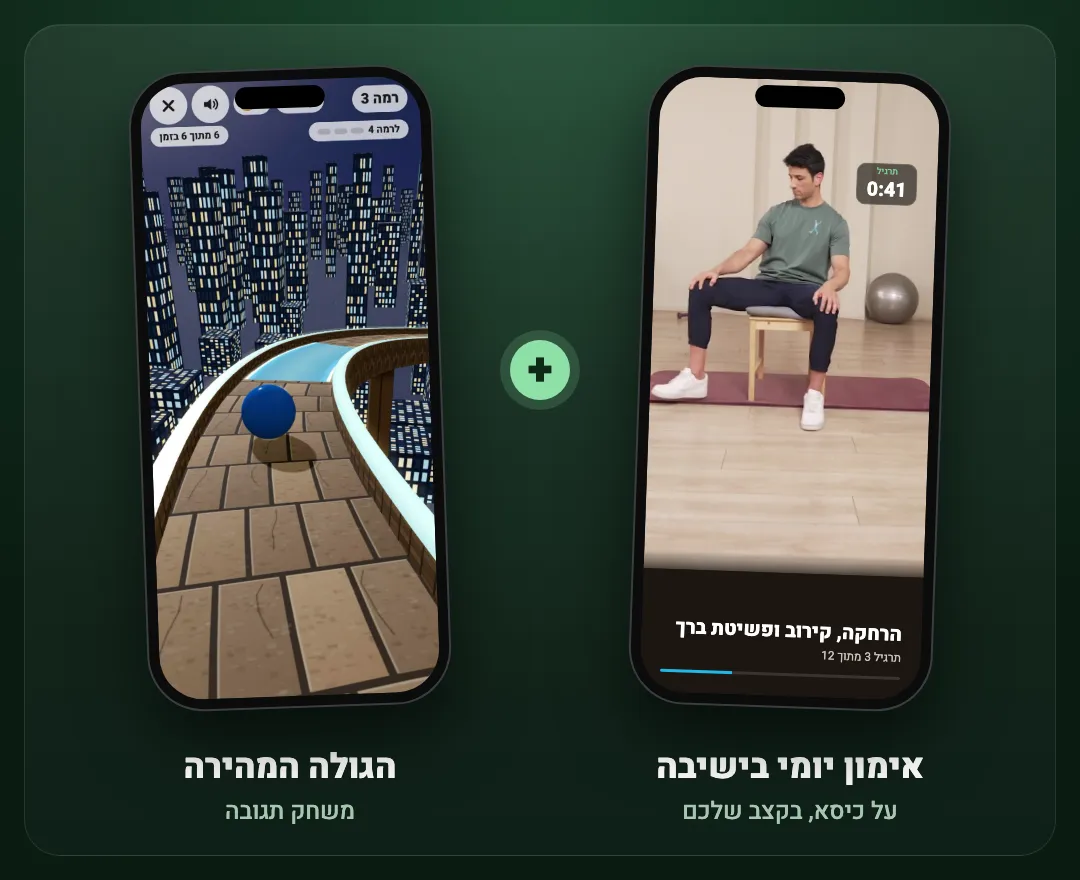 רמה 3
לרמה 4
6 מתוך 6 בזמן
תרגיל
0:41
הרחקה, קירוב ופשיטת ברך
תרגיל 3 מתוך 12
אימון יומי בישיבה
על כיסא, בקצב שלכם
הגולה המהירה
משחק תגובה